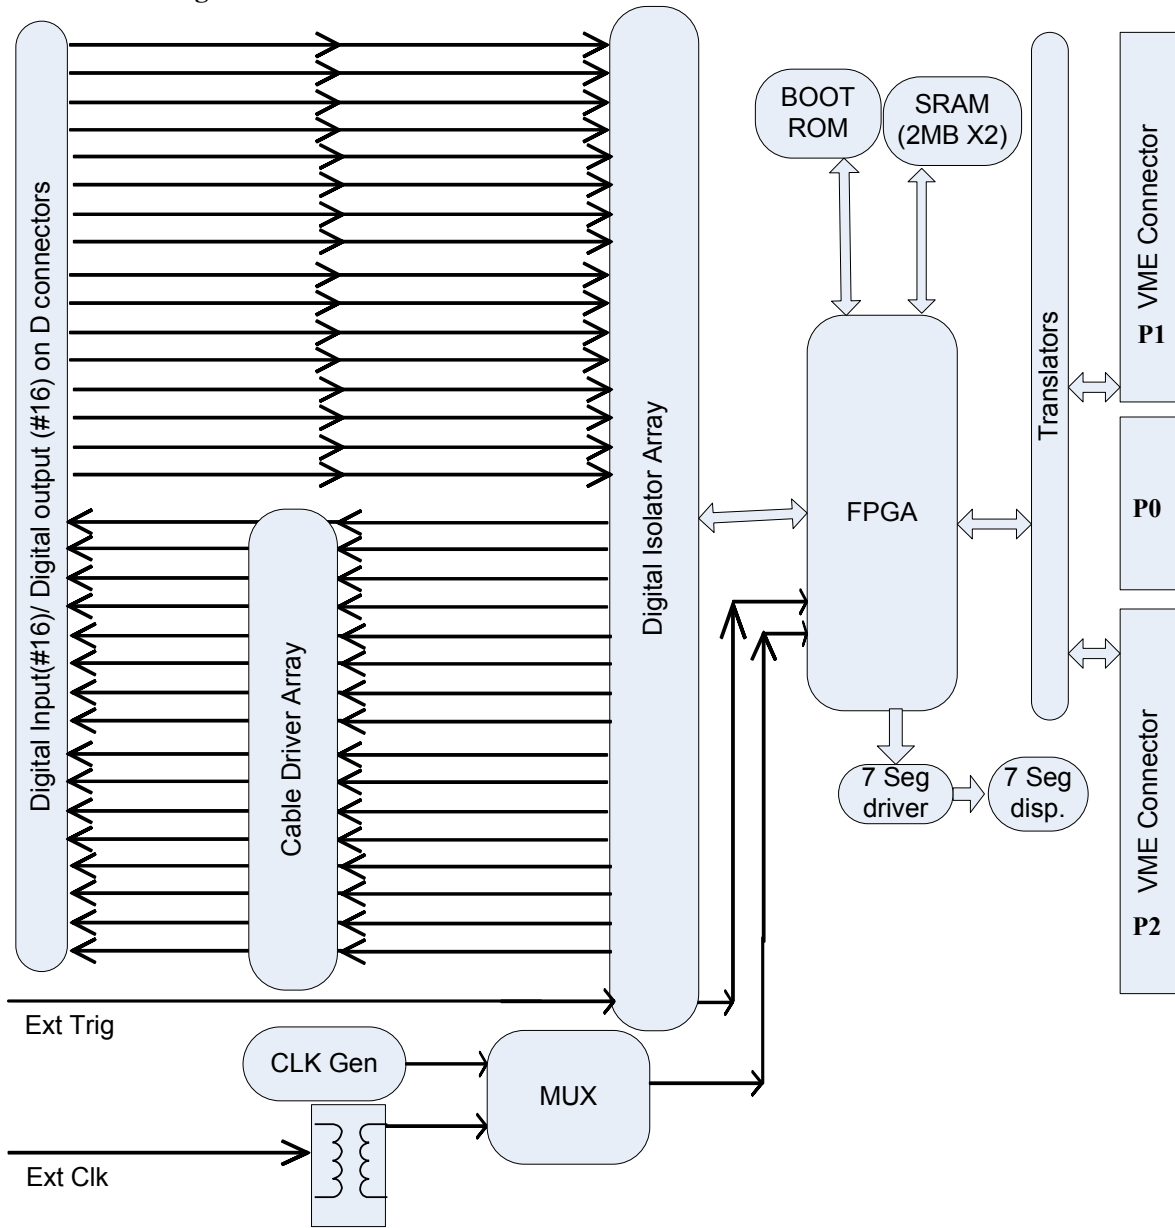 BOOT
ROM
SRAM
(2MB X2)
VME Connector
P1
Digital Input(#16)/ Digital output (#16) on D connectors
Digital Isolator Array
Translators
FPGA
P0
Cable Driver Array
7 Seg
driver
7 Seg
disp.
VME Connector
P2
Ext Trig
CLK Gen
MUX
Ext Clk